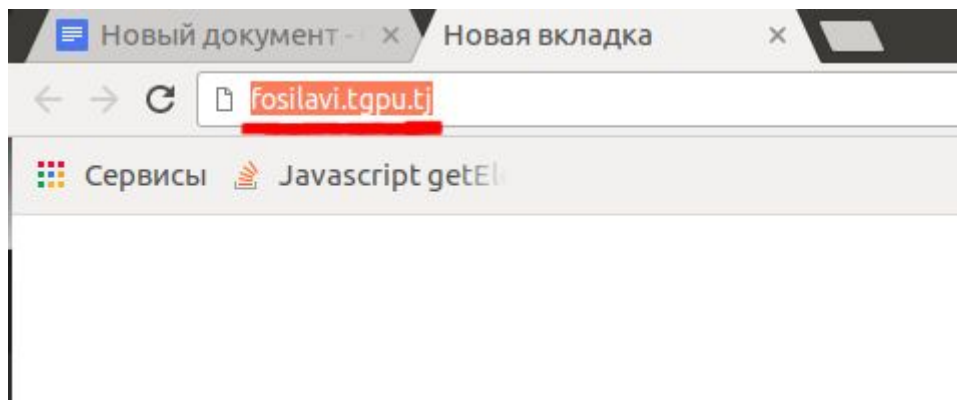 Новый документ -
Новая вкладка
fosilavi.tgpu.tj
Сервисы Javascript getEl